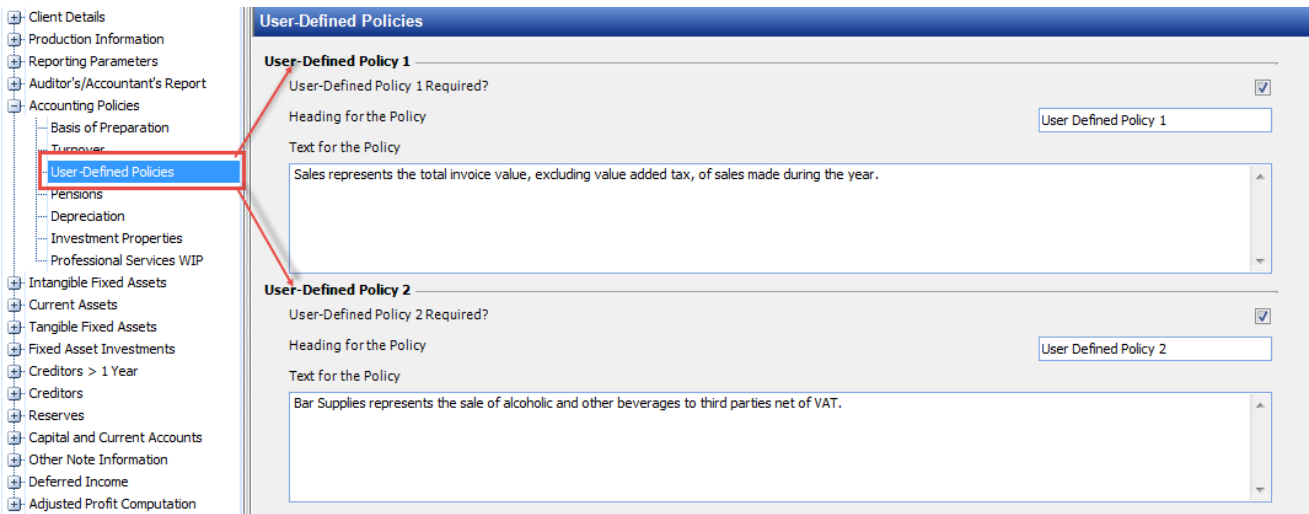 Client Details
Production Information
Reporting Parameters
Auditor's/Accountant's Report
Accounting Policies
Basis of Preparation
Turnover
User-Defined Policies
Pensions
Depreciation
Investment Properties
Professional Services WIP
Intangible Fixed Assets
Current Assets
Tangible Fixed Assets
Fixed Asset Investments
Creditors > 1 Year
Creditors
Reserves
Capital and Current Accounts
Other Note Information
Deferred Income
Adjusted Profit Computation
User-Defined Policies
User-Defined Policy 1
User-Defined Policy 1 Required?
Heading for the Policy
User Defined Policy 1
Text for the Policy
Sales represents the total invoice value, excluding value added tax, of sales made during the year.
User-Defined Policy 2
User-Defined Policy 2 Required?
Heading for the Policy
User Defined Policy 2
Text for the Policy
Bar Supplies represents the sale of alcoholic and other beverages to third parties net of VAT.